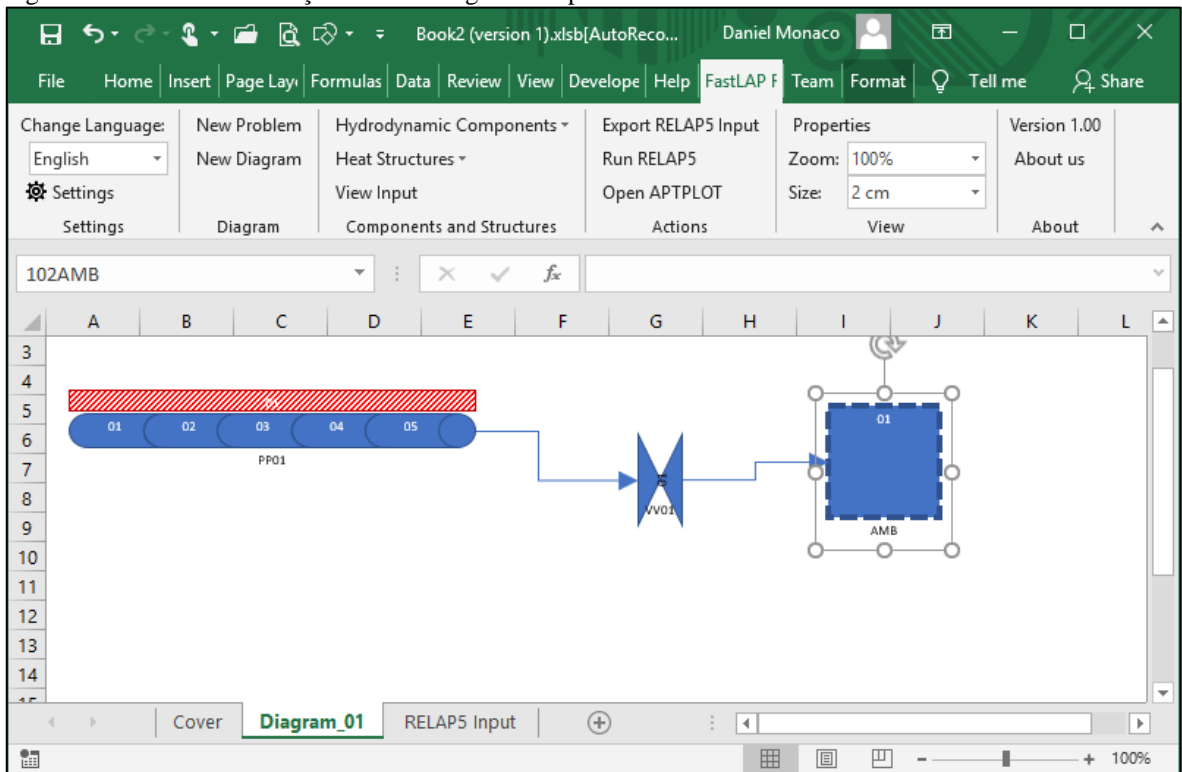 Book2 (version 1).xlsb[AutoReco... Daniel Monaco
File Home Insert Page Layo Formulas Data Review View Develope Help FastLAP F Team Format Tell me Share
Change Language: New Problem Hydrodynamic Components Export RELAP5 Input Properties Version 1.00
English New Diagram Heat Structures Run RELAP5 Zoom: 100% About us
Settings View Input Open APTPLOT Size: 2 cm
Settings Diagram Components and Structures Actions View About
102AMB fx
A B C D E F G H I J K L
3
4
5
6
7
8
9
10
11
12
13
14
01 02 03 04 05
PP01
01
VV01
01
AMB
Cover Diagram_01 RELAP5 Input
100%